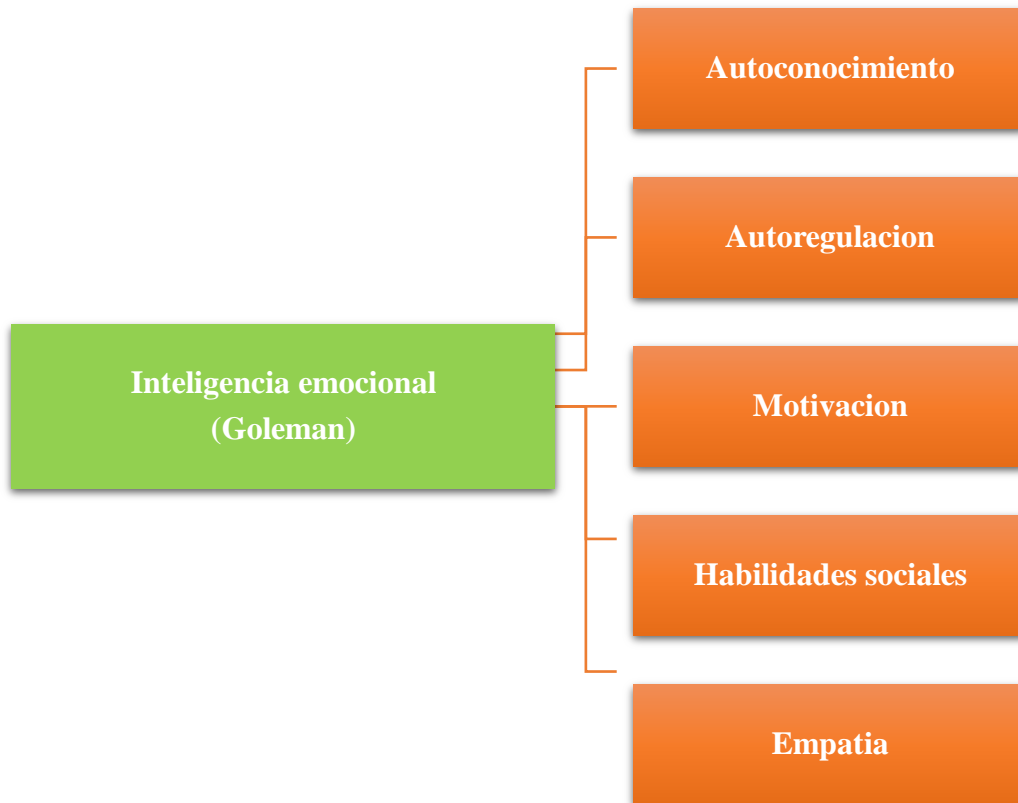 Autoconocimiento
Autoregulacion
Inteligencia emocional
(Goleman)
Motivacion
Habilidades sociales
Empatia